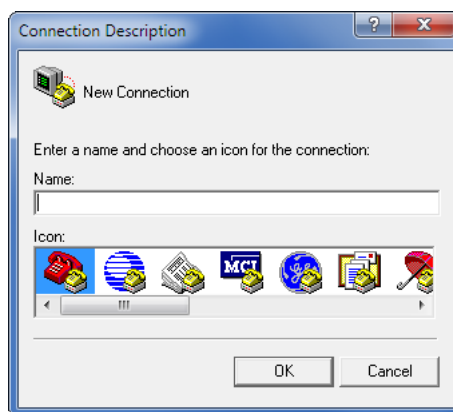 Connection Description
New Connection
Enter a name and choose an icon for the connection:
Name:
Icon:
MCI
OK
Cancel